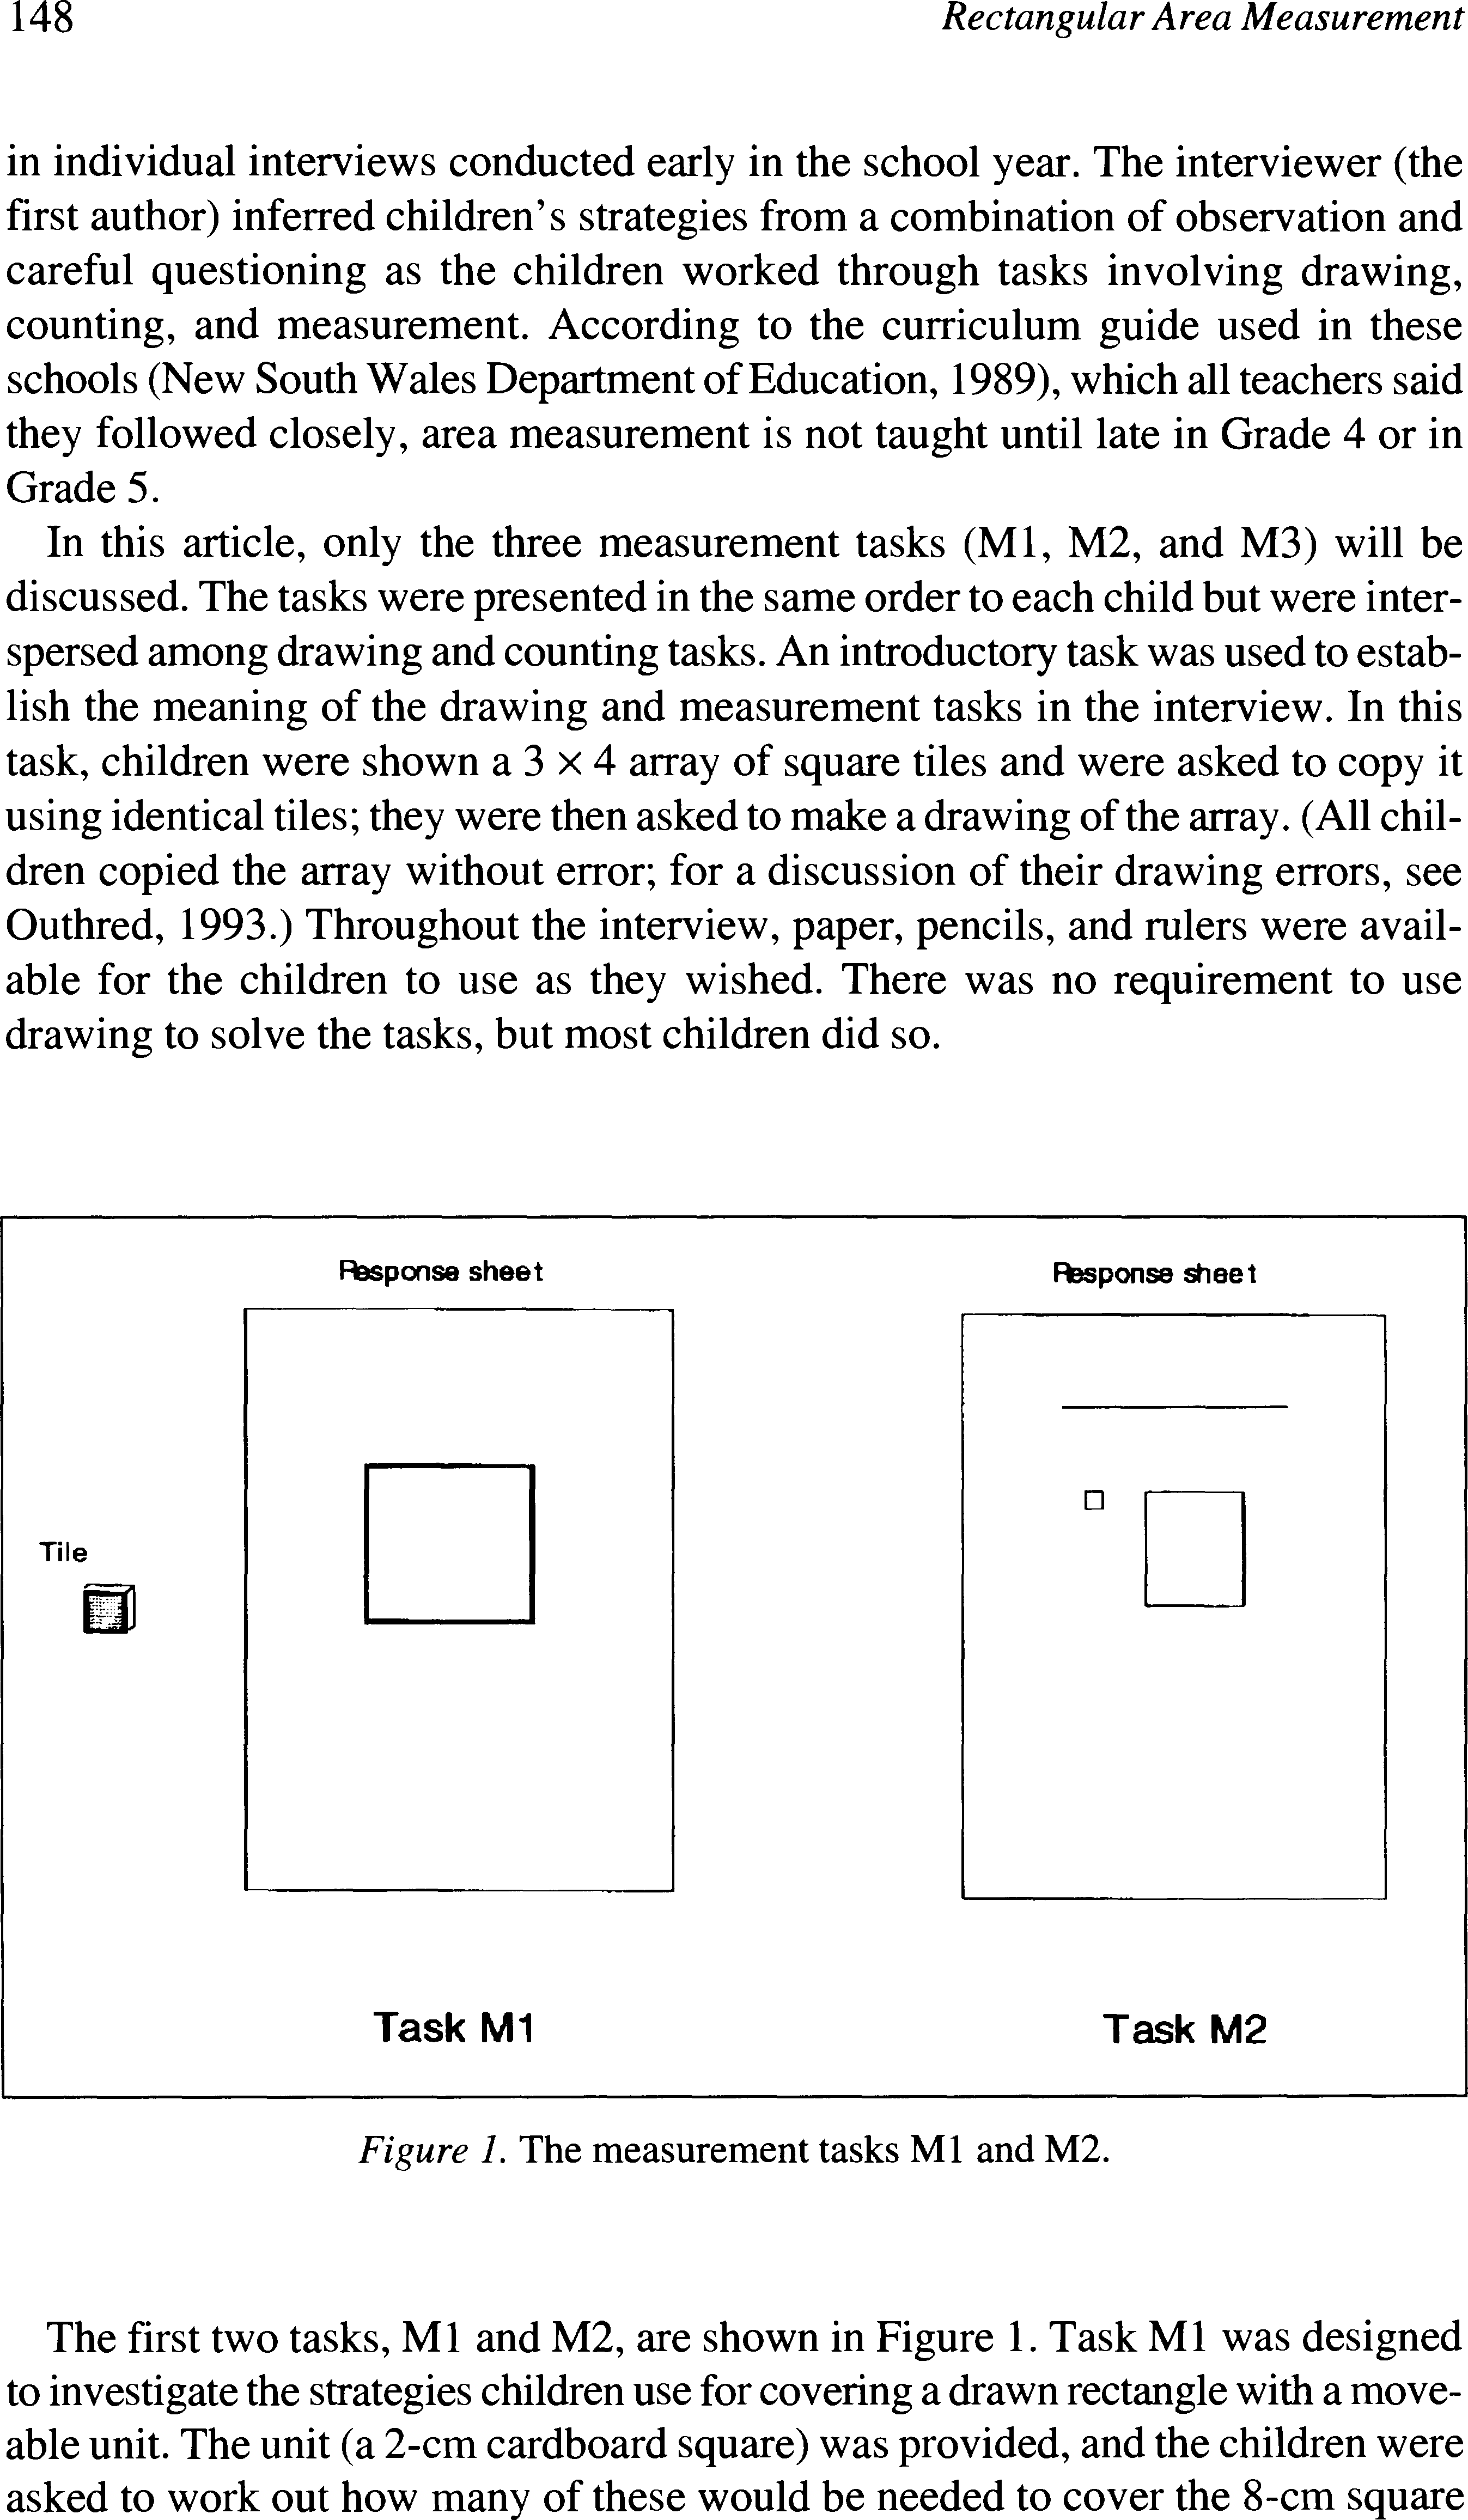 148
Rectangular Area Measurement
in individual interviews conducted early in the school year. The interviewer (the
first author) inferred children's strategies from a combination of observation and
careful questioning as the children worked through tasks involving drawing,
counting, and measurement. According to the curriculum guide used in these
schools (New South Wales Department of Education, 1989), which all teachers said
they followed closely, area measurement is not taught until late in Grade 4 or in
Grade 5.
In this article, only the three measurement tasks (M1, M2, and M3) will be
discussed. The tasks were presented in the same order to each child but were inter-
spersed among drawing and counting tasks. An introductory task was used to estab-
lish the meaning of the drawing and measurement tasks in the interview. In this
task, children were shown a 3 × 4 array of square tiles and were asked to copy it
using identical tiles; they were then asked to make a drawing of the array. (All chil-
dren copied the array without error; for a discussion of their drawing errors, see
Outhred, 1993.) Throughout the interview, paper, pencils, and rulers were avail-
able for the children to use as they wished. There was no requirement to use
drawing to solve the tasks, but most children did so.
Response sheet
Response sheet
Tile
Task M1
Task M2
Figure 1. The measurement tasks M1 and M2.
The first two tasks, M1 and M2, are shown in Figure 1. Task M1 was designed
to investigate the strategies children use for covering a drawn rectangle with a move-
able unit. The unit (a 2-cm cardboard square) was provided, and the children were
asked to work out how many of these would be needed to cover the 8-cm square